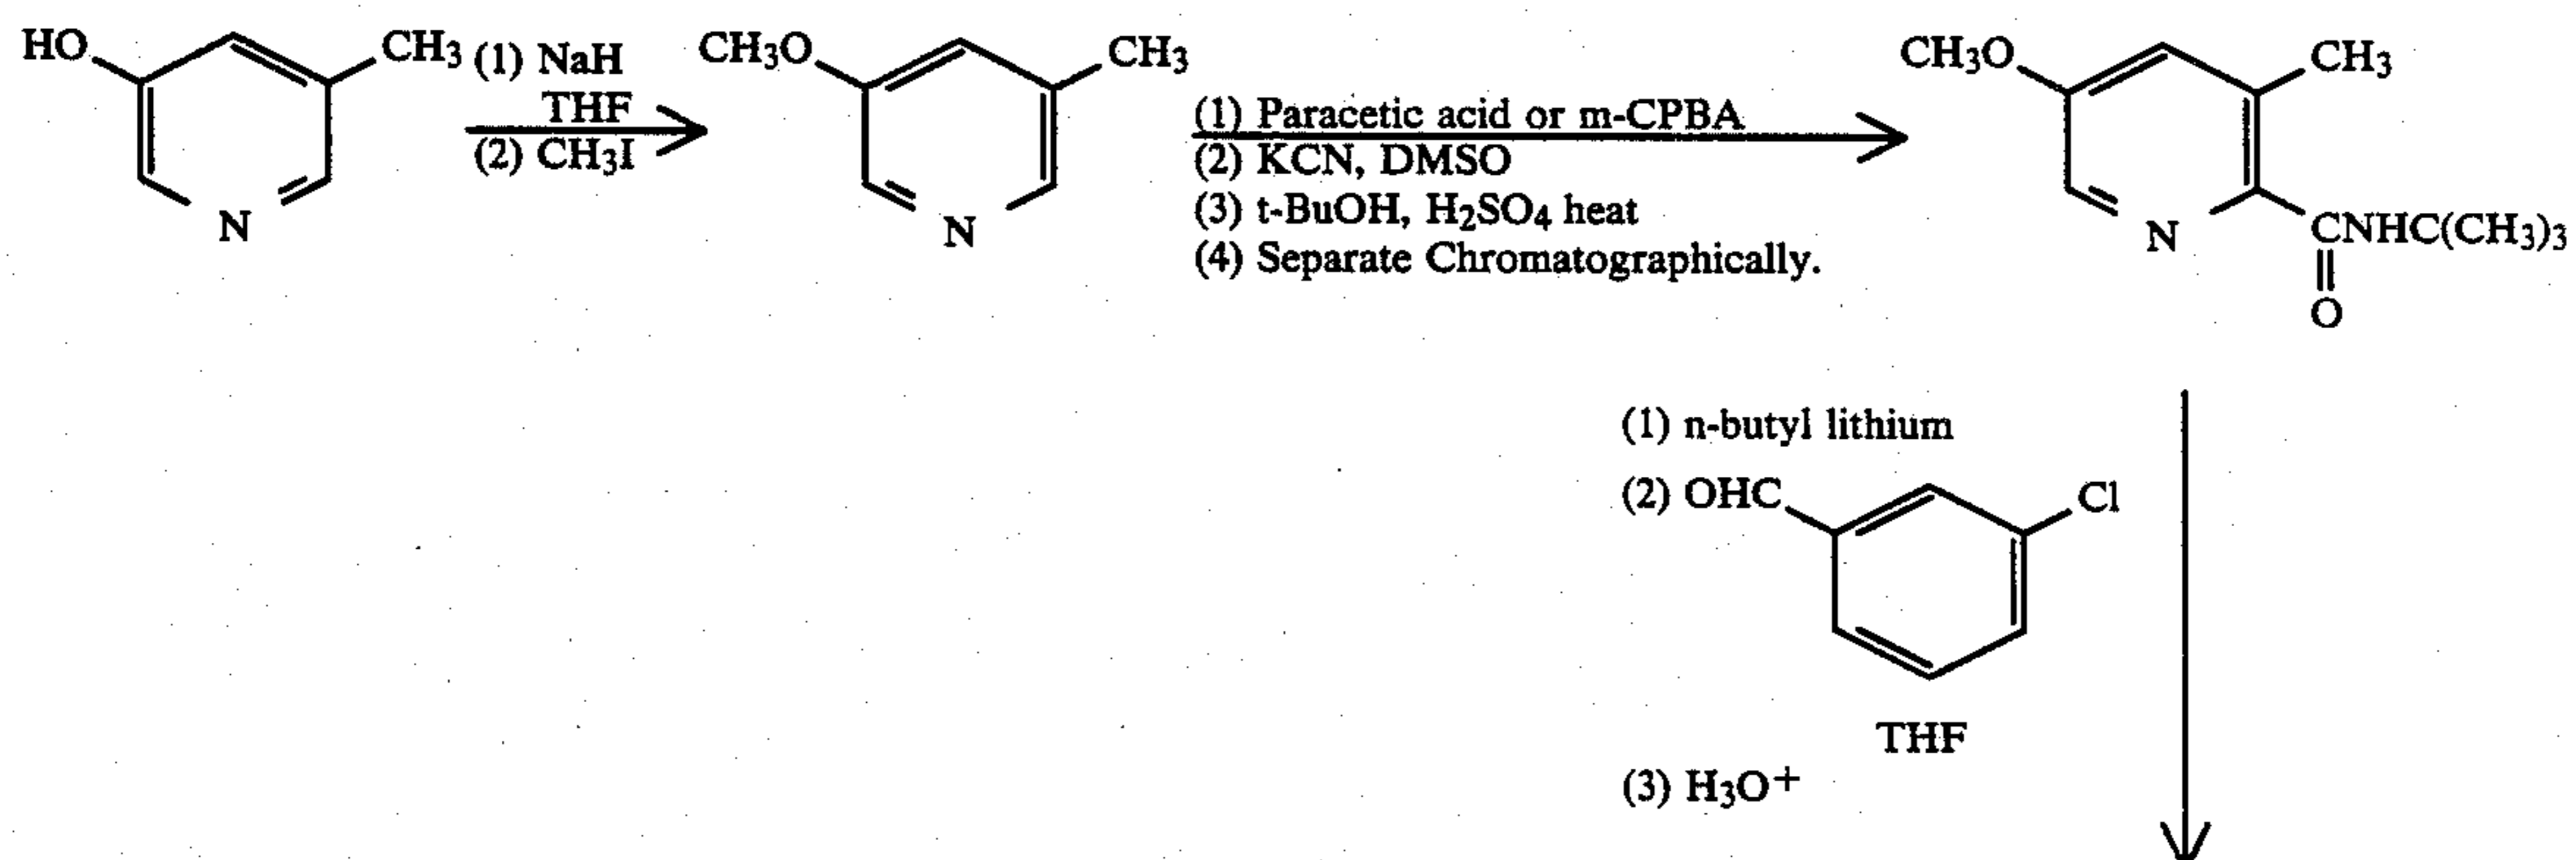 HO
CH3
N
(1) NaH
THF
(2) CH3I
CH3O
CH3
N
(1) Paracetic acid or m-CPBA
(2) KCN, DMSO
(3) t-BuOH, H2SO4 heat
(4) Separate Chromatographically.
CH3O
CH3
N
CNHC(CH3)3
O
(1) n-butyl lithium
(2) OHC
Cl
THF
(3) H3O+